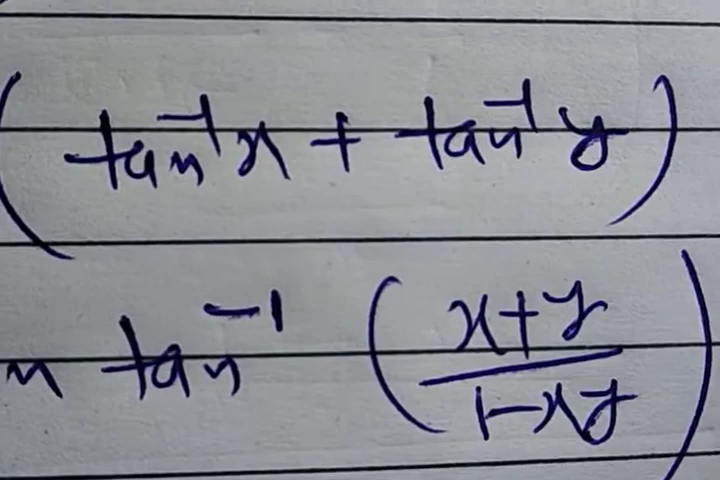 (tan⁻¹x + tan⁻¹y)
n tan⁻¹ (x+y/1-xy)